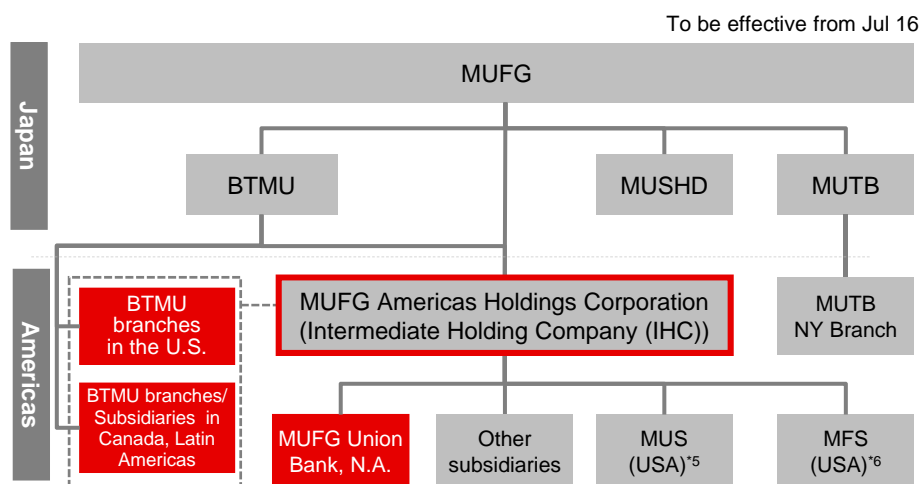 To be effective from Jul 16
Japan
MUFG
BTMU
MUSHD
MUTB
Americas
BTMU
branches
in the U.S.
MUFG Americas Holdings Corporation
(Intermediate Holding Company (IHC))
MUTB
NY Branch
BTMU branches/
Subsidiaries in
Canada, Latin
Americas
MUFG Union
Bank, N.A.
Other
subsidiaries
MUS
(USA)*5
MFS
(USA)*6